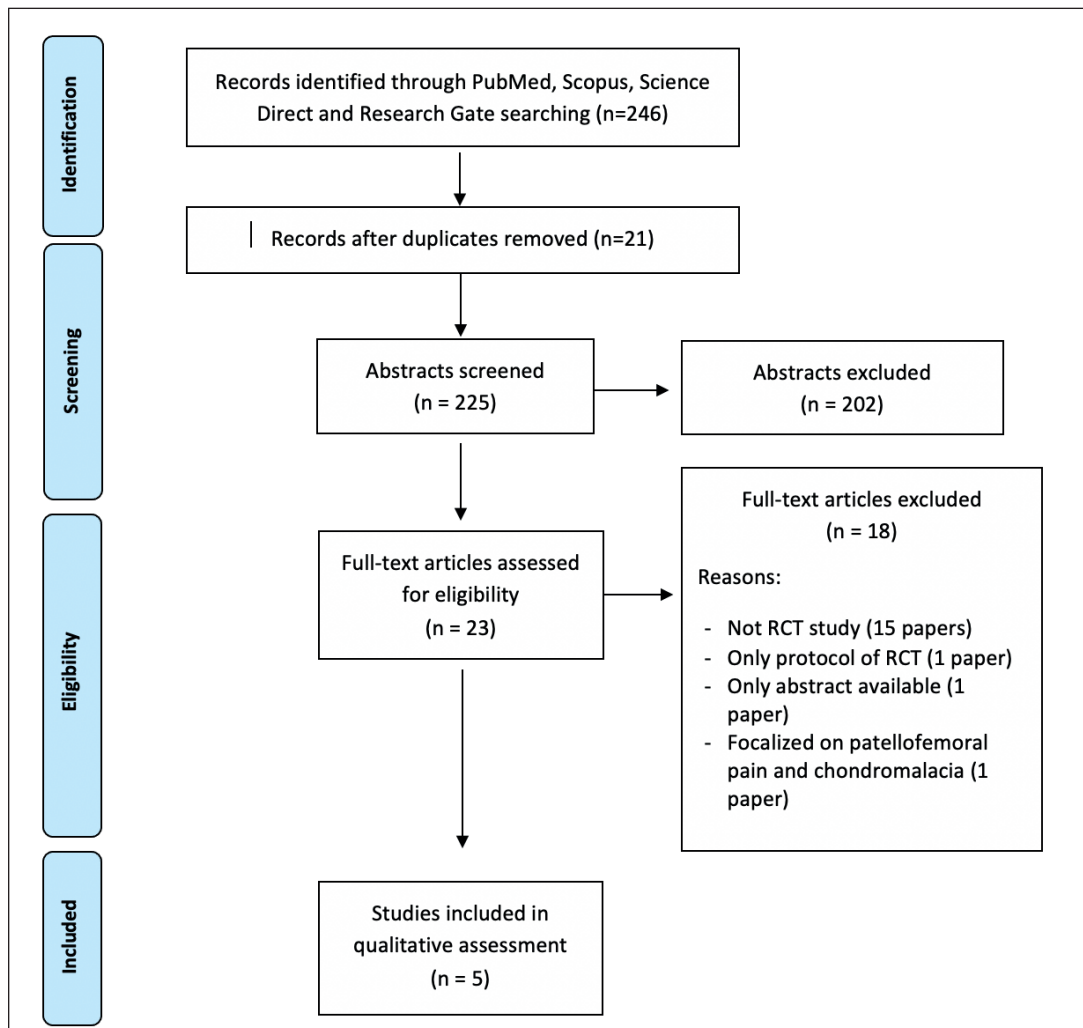 Identification
Records identified through PubMed, Scopus, Science
Direct and Research Gate searching (n=246)
Records after duplicates removed (n=21)
Screening
Abstracts screened
(n = 225)
Abstracts excluded
(n = 202)
Eligibility
Full-text articles assessed
for eligibility
(n = 23)
Full-text articles excluded
(n = 18)
Reasons:
- Not RCT study (15 papers)
- Only protocol of RCT (1 paper)
- Only abstract available (1
paper)
- Focalized on patellofemoral
pain and chondromalacia (1
paper)
Included
Studies included in
qualitative assessment
(n = 5)